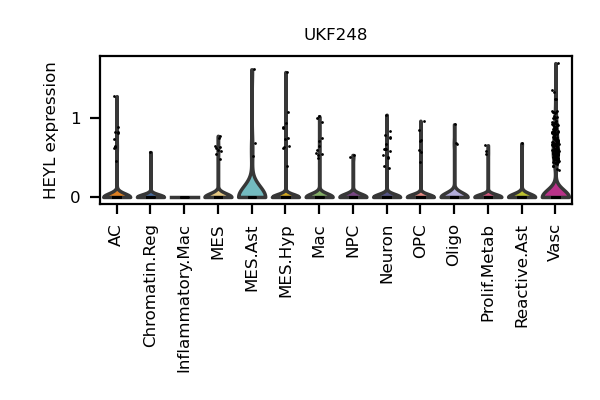 UKF248
HEYL expression
1
0
AC
Chromatin.Reg
Inflammatory.Mac
MES
MES.Ast
MES.Hyp
Mac
NPC
Neuron
OPC
Oligo
Prolif.Metab
Reactive.Ast
Vasc